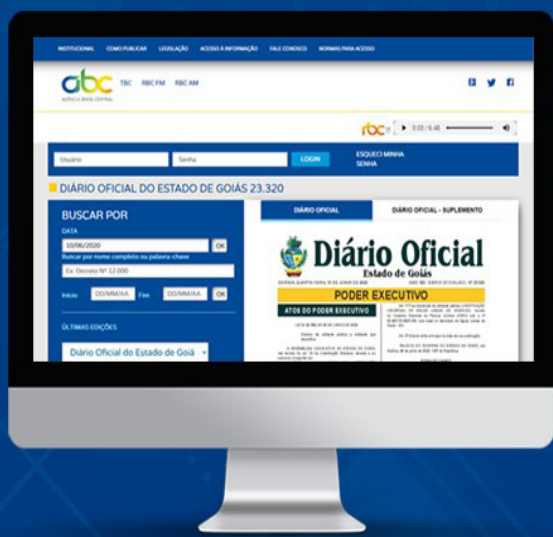 INSTITUCIONAL COMO PUBLICAR LEGISLAÇÃO ACESSO À INFORMAÇÃO FALE CONOSCO NORMAS PARA ACESSO
abc TBC RBC FM RBC AM
AGÊNCIA BRASIL CENTRAL
rbc 0:03 / 6:45
Usuário Senha LOGIN ESQUECI MINHA
SENHA
DIÁRIO OFICIAL DO ESTADO DE GOIÁS 23.320
BUSCAR POR
DATA
10/06/2020 OK
Buscar por nome completo ou palavra-chave
Ex: Decreto Nº 12.000
Início DD/MM/AA Fim DD/MM/AA OK
ÚLTIMAS EDIÇÕES
Diário Oficial do Estado de Goiá
DIÁRIO OFICIAL DIÁRIO OFICIAL - SUPLEMENTO
Diário Oficial
Estado de Goiás
PODER EXECUTIVO
ATOS DO PODER EXECUTIVO